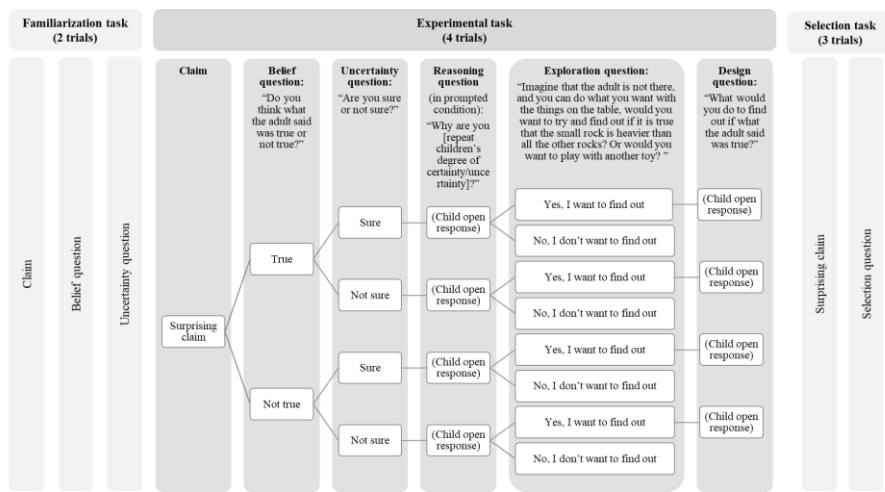 Familiarization task
(2 trials)
Experimental task
(4 trials)
Selection task
(3 trials)
Claim
Belief question
Uncertainty question
Claim
Belief
question:
“Do you
think what
the adult said
was true or
not true?”
Uncertainty
question:
“Are you sure
or not sure?”
Reasoning
question
(in prompted
condition):
“Why are you
[repeat
children’s
degree of
certainty/unce
rtainty]?”
Exploration question:
“Imagine that the adult is not there,
and you can do what you want with
the things on the table, would you
want to try and find out if it is true
that the small rock is heavier than
all the other rocks? Or would you
want to play with another toy? ”
Design
question:
“What would
you do to find
out if what
the adult said
was true?”
Surprising
claim
True
Not true
Sure
Not sure
Sure
Not sure
(Child open
response)
(Child open
response)
(Child open
response)
(Child open
response)
Yes, I want to find out
No, I don’t want to find out
Yes, I want to find out
No, I don’t want to find out
Yes, I want to find out
No, I don’t want to find out
Yes, I want to find out
No, I don’t want to find out
(Child open
response)
(Child open
response)
(Child open
response)
(Child open
response)
Surprising claim
Selection question